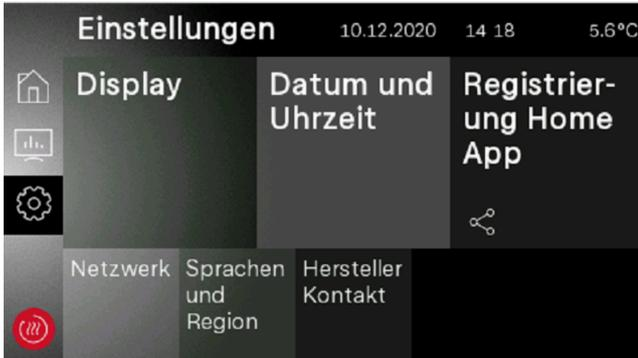 Einstellungen 10.12.2020 14 18 5.6°C
Display
Datum und
Uhrzeit
Registrier-
ung Home
App
Netzwerk
Sprachen
und
Region
Hersteller
Kontakt